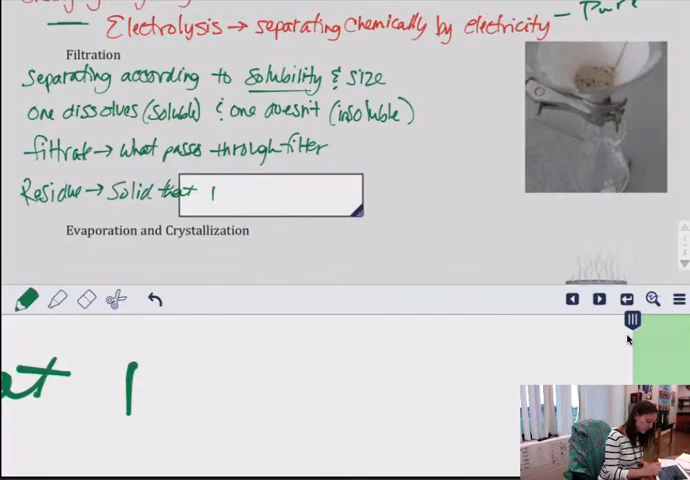 Electrolysis → separating chemically by electricity – Pure
Filtration
Separating according to solubility & size
One dissolves (soluble) & one doesn't (insoluble)
filtrate → what passes through filter
Residue → Solid that
Evaporation and Crystallization
at